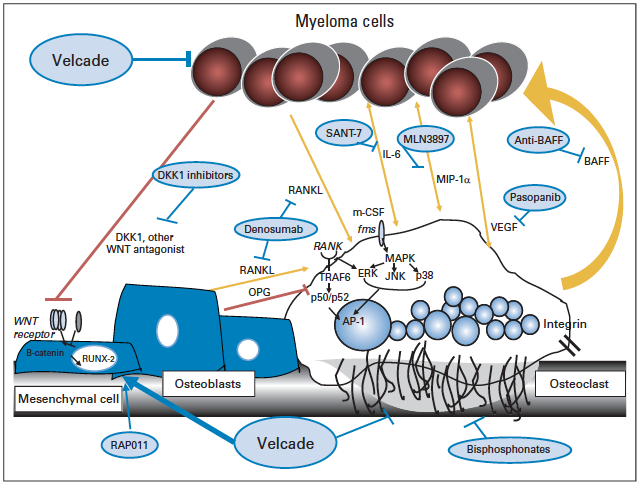 Myeloma cells
Velcade
SANT-7
MLN3897
Anti-BAFF
IL-6
BAFF
DKK1 inhibitors
MIP-1α
RANKL
Pasopanib
m-CSF
fms
Denosumab
VEGF
DKK1, other
WNT antagonist
RANK
MAPK
RANKL
TRAF6
ERK
JNK
p38
OPG
p50/p52
WNT
receptor
AP-1
Integrin
B-catenin
RUNX-2
Osteoblasts
Osteoclast
Mesenchymal cell
RAP011
Velcade
Bisphosphonates